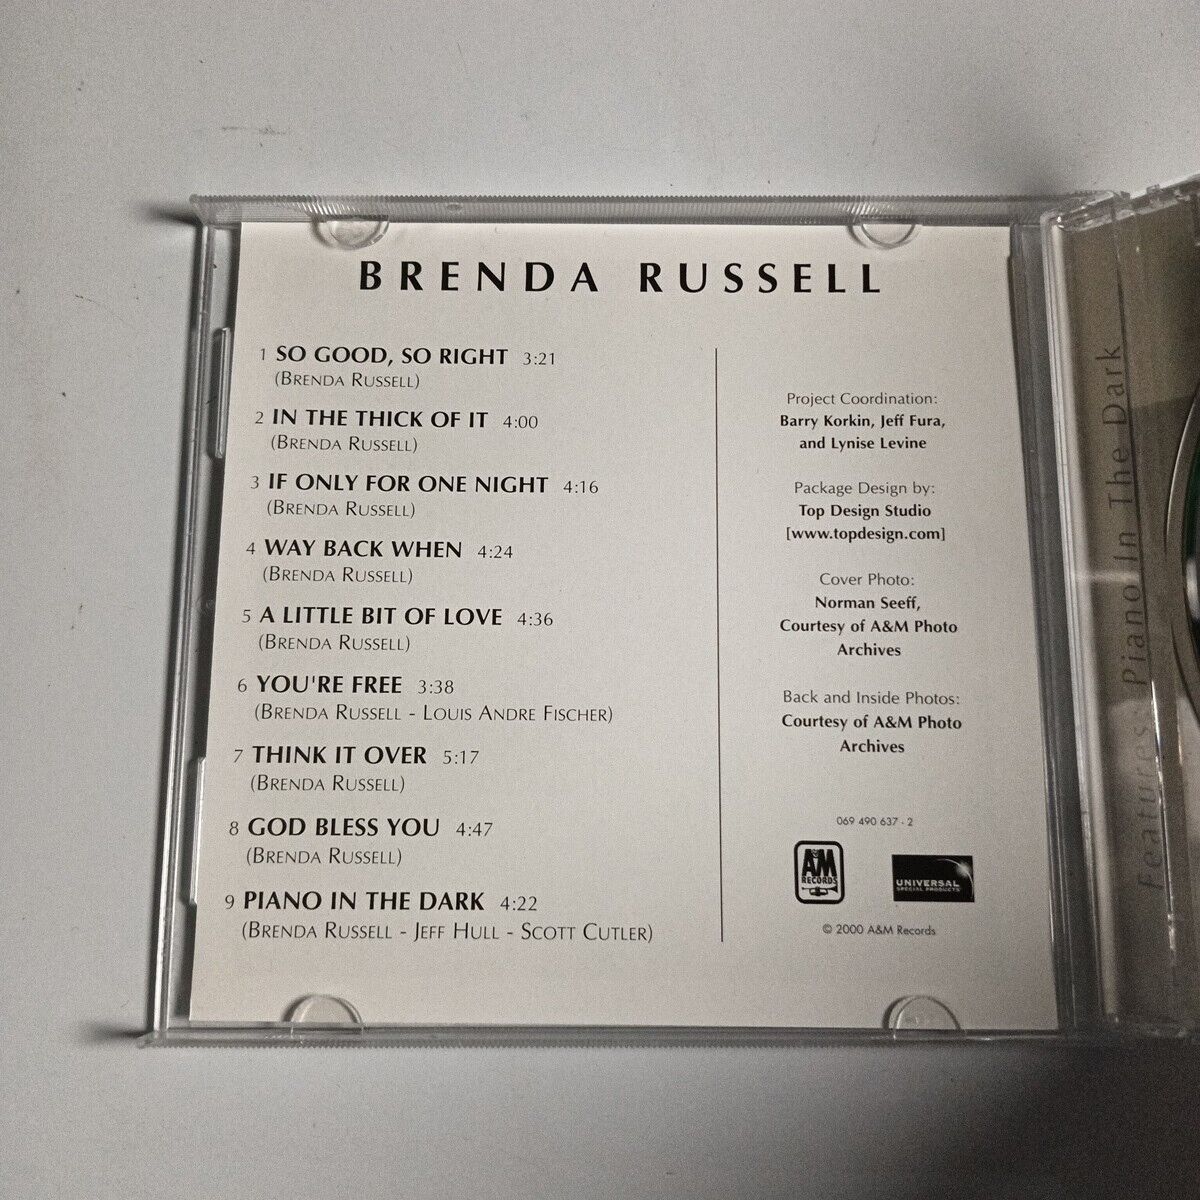 BRENDA RUSSELL
1 SO GOOD, SO RIGHT 3:21
(BRENDA RUSSELL)
2 IN THE THICK OF IT 4:00
(BRENDA RUSSELL)
3 IF ONLY FOR ONE NIGHT 4:16
(BRENDA RUSSELL)
4 WAY BACK WHEN 4:24
(BRENDA RUSSELL)
5 A LITTLE BIT OF LOVE 4:36
(BRENDA RUSSELL)
6 YOU'RE FREE 3:38
(BRENDA RUSSELL - LOUIS ANDRE FISCHER)
7 THINK IT OVER 5:17
(BRENDA RUSSELL)
8 GOD BLESS YOU 4:47
(BRENDA RUSSELL)
9 PIANO IN THE DARK 4:22
(BRENDA RUSSELL - JEFF HULL - SCOTT CUTLER)
Project Coordination:
Barry Korkin, Jeff Fura,
and Lynise Levine
Package Design by:
Top Design Studio
[www.topdesign.com]
Cover Photo:
Norman Seeff,
Courtesy of A&M Photo
Archives
Back and Inside Photos:
Courtesy of A&M Photo
Archives
069 490 637 - 2
A&M
RECORDS
UNIVERSAL
SPECIAL PRODUCTS
© 2000 A&M Records
Features: Piano In The Dark